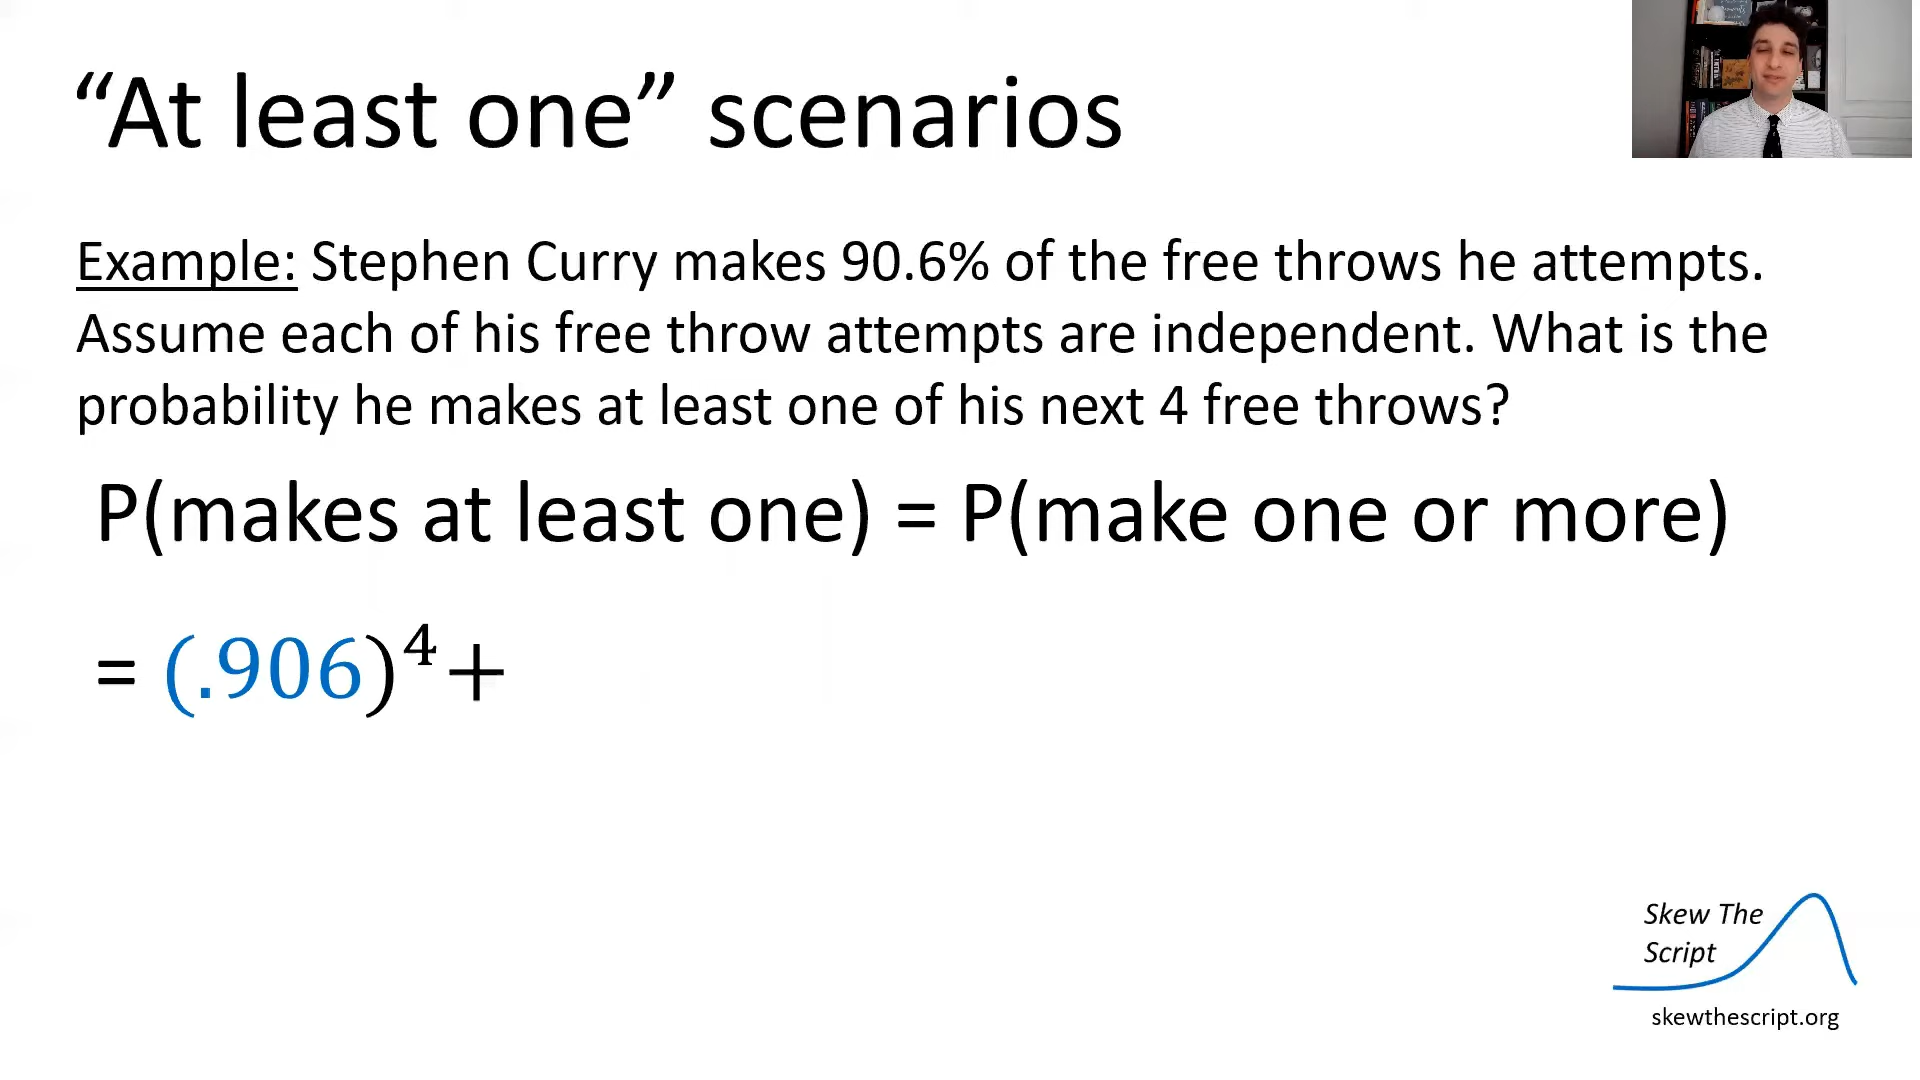 “At least one” scenarios
Example: Stephen Curry makes 90.6% of the free throws he attempts.
Assume each of his free throw attempts are independent. What is the
probability he makes at least one of his next 4 free throws?
P(makes at least one) = P(make one or more)
= (.906)⁴+
Skew The
Script
skewthescript.org